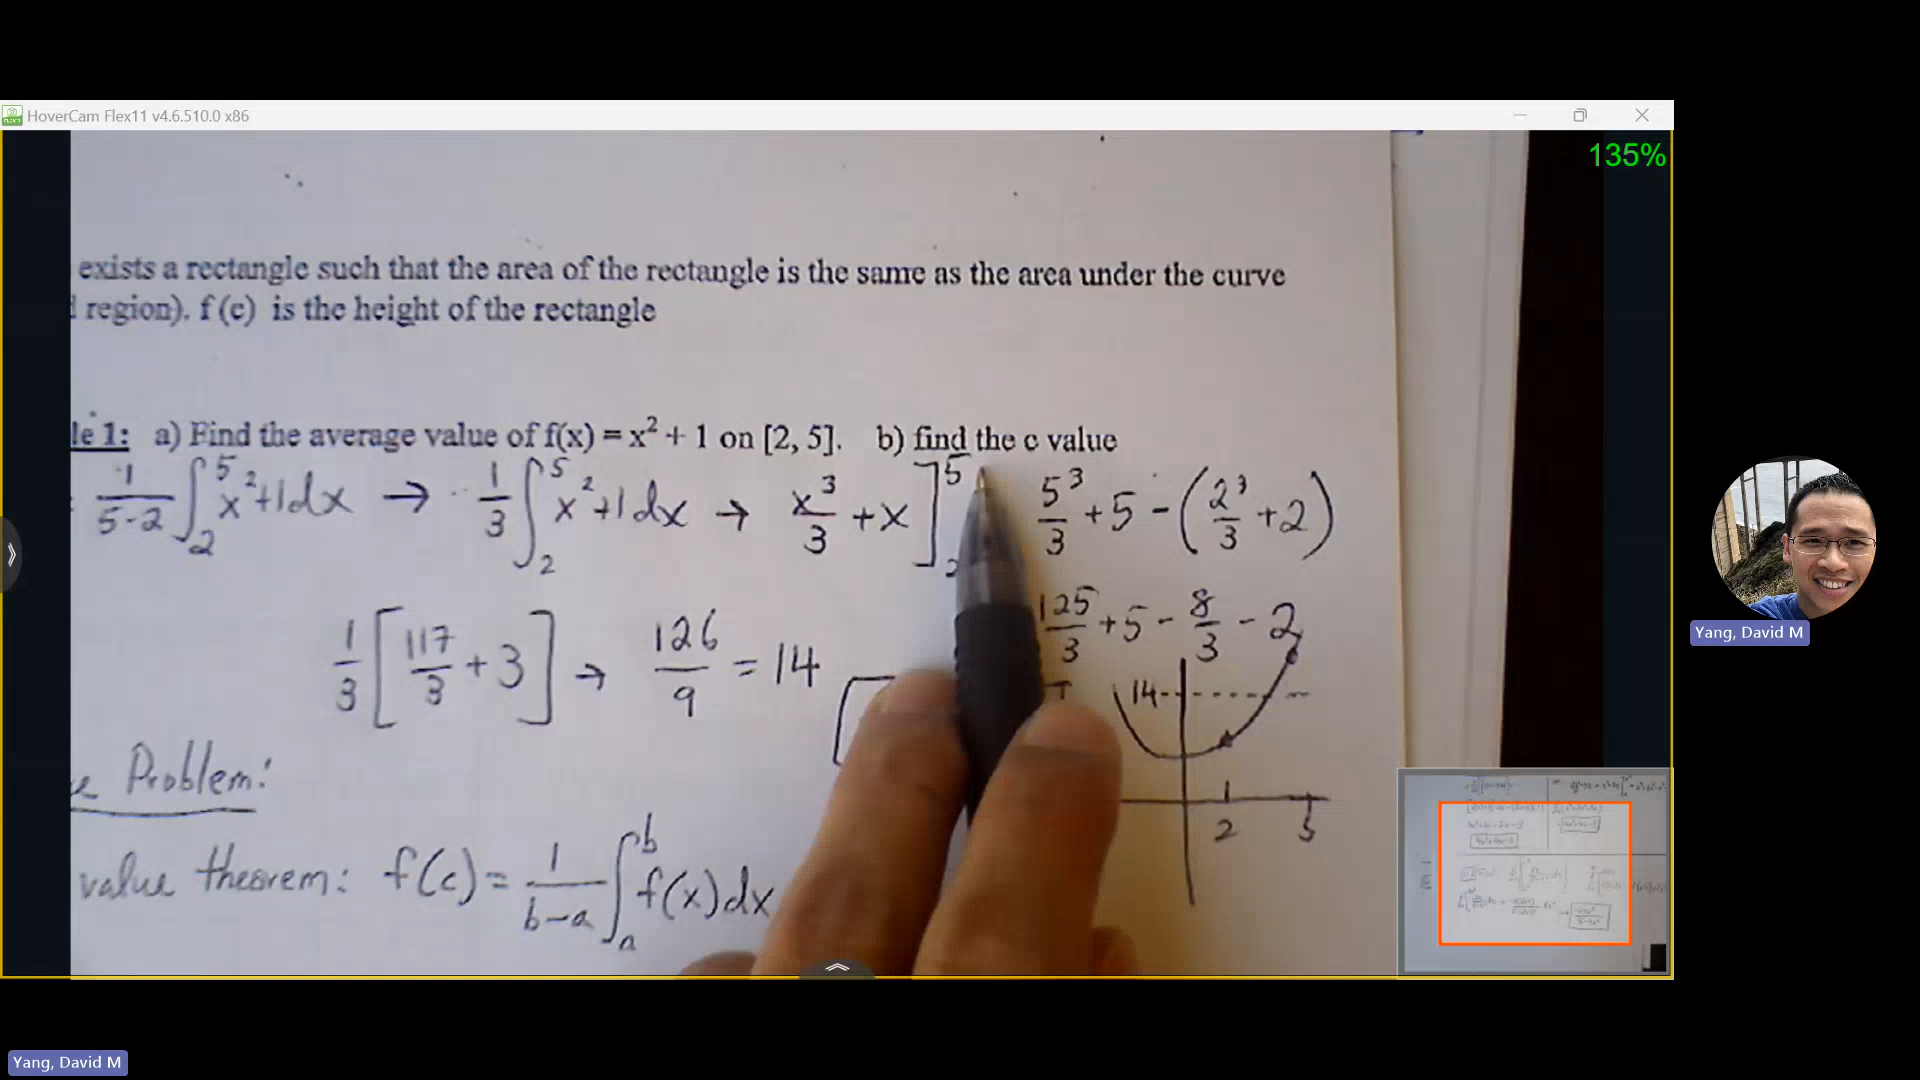 HoverCam Flex11 v4.6.510.0 x86
135%
exists a rectangle such that the area of the rectangle is the same as the area under the curve
region). f (c) is the height of the rectangle
le 1: a) Find the average value of f(x) = x² + 1 on [2, 5]. b) find the c value
1/(5-2) ∫₂⁵ x²+1dx → 1/3 ∫₂⁵ x²+1dx → x³/3 + x ]₂⁵ 5³/3 + 5 - (2³/3 + 2)
125/3 + 5 - 8/3 - 2
1/3 [117/3 + 3] → 126/9 = 14
14
2 5
Problem:
value theorem: f(c) = 1/(b-a) ∫ₐᵇ f(x)dx
Yang, David M
Yang, David M